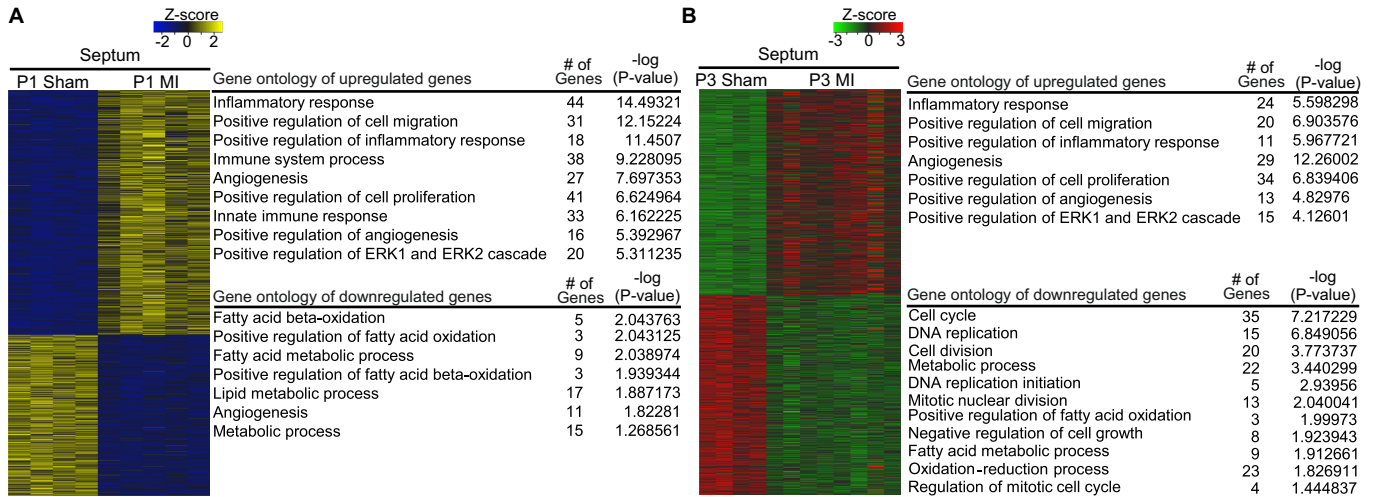 A
Z-score
-2 0 2
Septum
P1 Sham P1 MI
Gene ontology of upregulated genes # of Genes -log (P-value)
Inflammatory response 44 14.49321
Positive regulation of cell migration 31 12.15224
Positive regulation of inflammatory response 18 11.4507
Immune system process 38 9.228095
Angiogenesis 27 7.697353
Positive regulation of cell proliferation 41 6.624964
Innate immune response 33 6.162225
Positive regulation of angiogenesis 16 5.392967
Positive regulation of ERK1 and ERK2 cascade 20 5.311235
Gene ontology of downregulated genes # of Genes -log (P-value)
Fatty acid beta-oxidation 5 2.043763
Positive regulation of fatty acid oxidation 3 2.043125
Fatty acid metabolic process 9 2.038974
Positive regulation of fatty acid beta-oxidation 3 1.939344
Lipid metabolic process 17 1.887173
Angiogenesis 11 1.82281
Metabolic process 15 1.268561
B
Z-score
-3 0 3
Septum
P3 Sham P3 MI
Gene ontology of upregulated genes # of Genes -log (P-value)
Inflammatory response 24 5.598298
Positive regulation of cell migration 20 6.903576
Positive regulation of inflammatory response 11 5.967721
Angiogenesis 29 12.26002
Positive regulation of cell proliferation 34 6.839406
Positive regulation of angiogenesis 13 4.82976
Positive regulation of ERK1 and ERK2 cascade 15 4.12601
Gene ontology of downregulated genes # of Genes -log (P-value)
Cell cycle 35 7.217229
DNA replication 15 6.849056
Cell division 20 3.773737
Metabolic process 22 3.440299
DNA replication initiation 5 2.93956
Mitotic nuclear division 13 2.040041
Positive regulation of fatty acid oxidation 3 1.99973
Negative regulation of cell growth 8 1.923943
Fatty acid metabolic process 9 1.912661
Oxidation-reduction process 23 1.826911
Regulation of mitotic cell cycle 4 1.444837